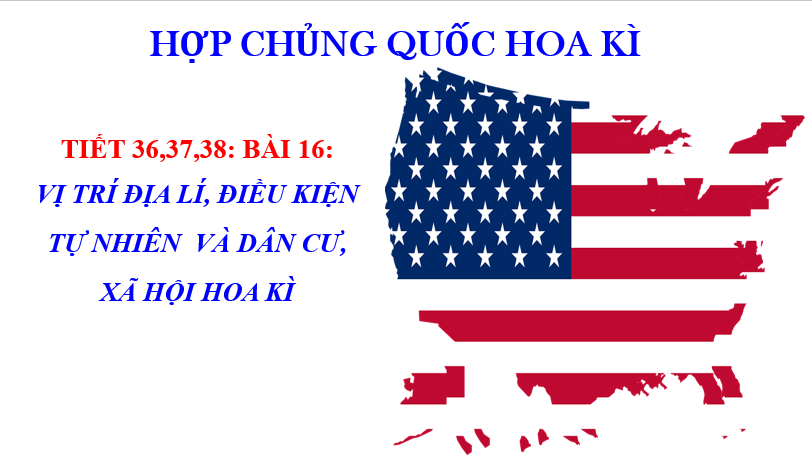 HỢP CHỦNG QUỐC HOA KÌ
TIẾT 36,37,38: BÀI 16:
VỊ TRÍ ĐỊA LÍ, ĐIỀU KIỆN
TỰ NHIÊN VÀ DÂN CƯ,
XÃ HỘI HOA KÌ